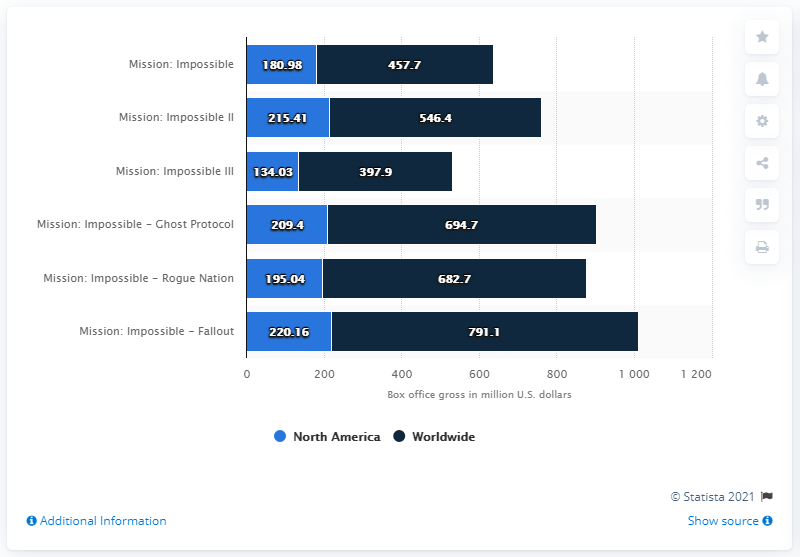 Mission: Impossible 180.98 457.7
Mission: Impossible II 215.41 546.4
Mission: Impossible III 134.03 397.9
Mission: Impossible – Ghost Protocol 209.4 694.7
Mission: Impossible – Rogue Nation 195.04 682.7
Mission: Impossible – Fallout 220.16 791.1
0 200 400 600 800 1 000 1 200
Box office gross in million U.S. dollars
North America Worldwide
© Statista 2021
Additional Information Show source